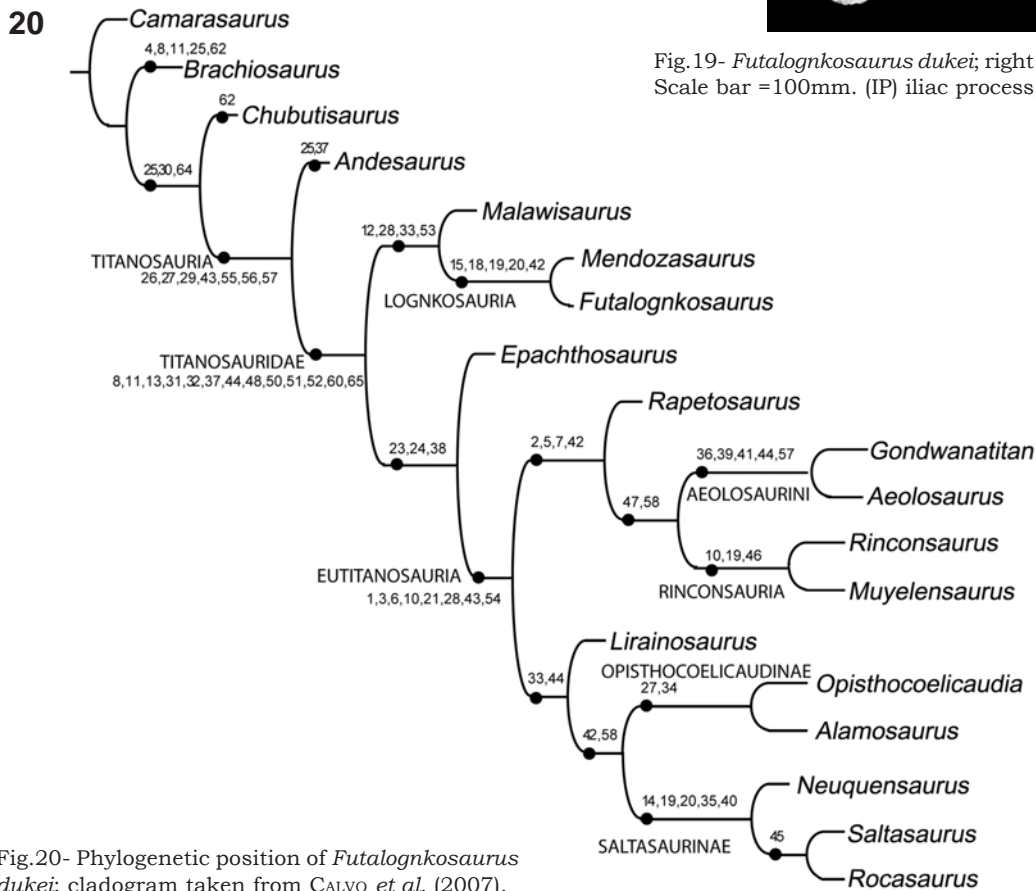 20
Camarasaurus
4,8,11,25,62
Brachiosaurus
Fig.19- Futalognkosaurus dukei; right
Scale bar =100mm. (IP) iliac process
62
Chubutisaurus
25,30,64
25,37
Andesaurus
TITANOSAURIA
26,27,29,43,55,56,57
12,28,33,53
Malawisaurus
15,18,19,20,42
LOGNKOSAURIA
Mendozasaurus
Futalognkosaurus
TITANOSAURIDAE
8,11,13,31,32,37,44,48,50,51,52,60,65
Epachthosaurus
23,24,38
2,5,7,42
Rapetosaurus
36,39,41,44,57
AEOLOSAURINI
Gondwanatitan
Aeolosaurus
47,58
10,19,46
RINCONSAURIA
Rinconsaurus
Muyelensaurus
EUTITANOSAURIA
1,3,6,10,21,28,43,54
Lirainosaurus
33,44
OPISTHOCOELICAUDINAE
27,34
Opisthocoelicaudia
Alamosaurus
42,58
14,19,20,35,40
SALTASAURINAE
Neuquensaurus
45
Saltasaurus
Rocasaurus
Fig.20- Phylogenetic position of Futalognkosaurus
dukei; cladogram taken from CALVO et al. (2007).